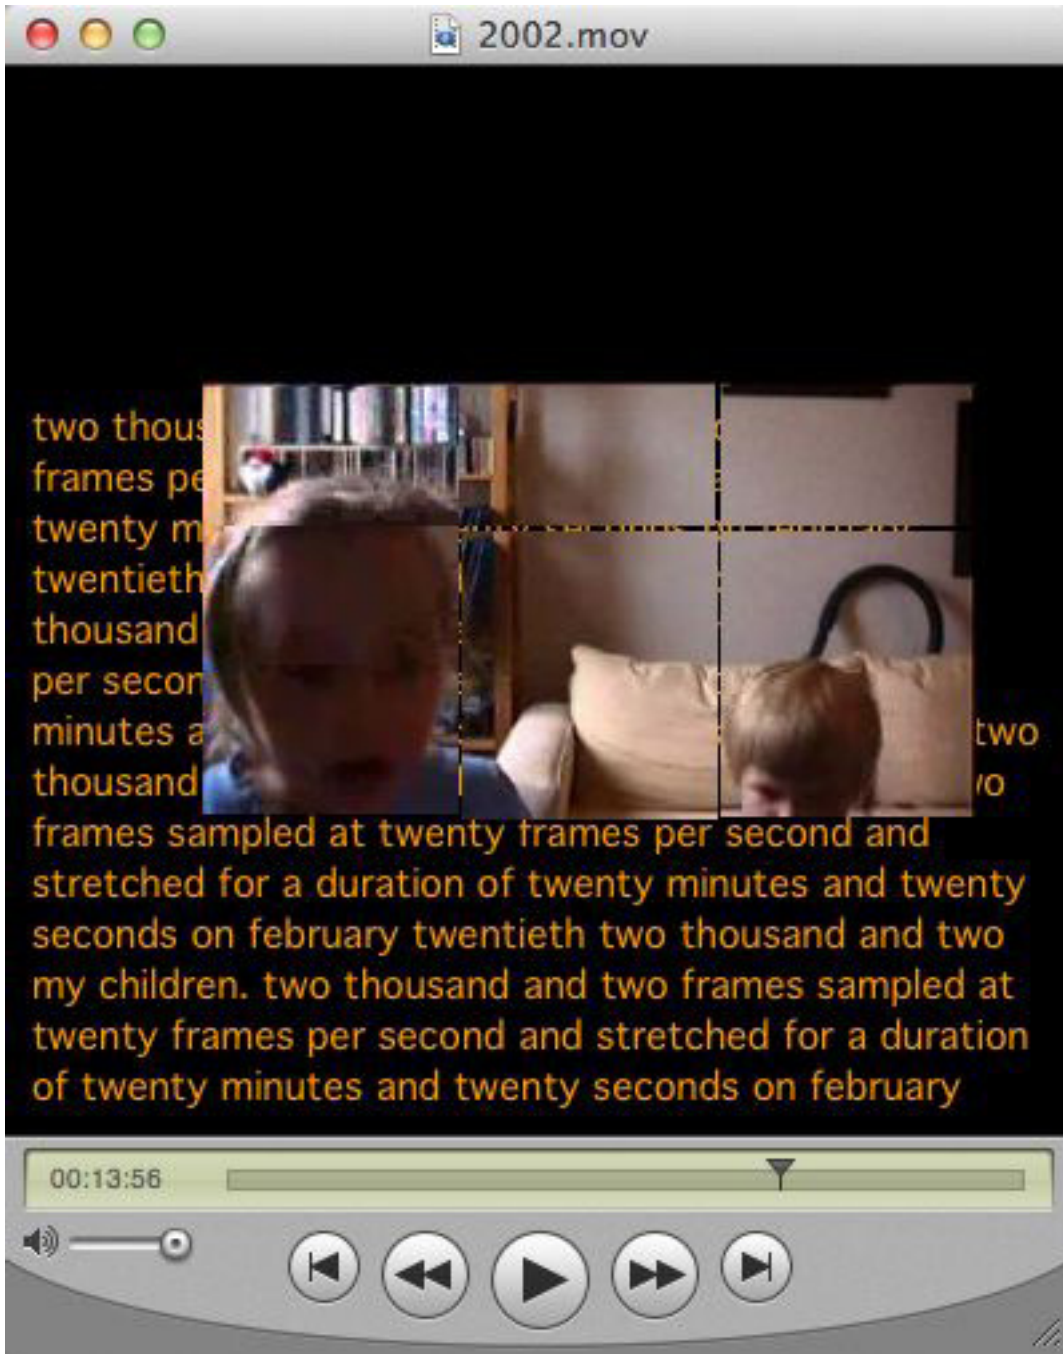 2002.mov
two thous
frames pe
twenty m
twentieth
thousand
per secon
minutes a two
thousand
frames sampled at twenty frames per second and
stretched for a duration of twenty minutes and twenty
seconds on february twentieth two thousand and two
my children. two thousand and two frames sampled at
twenty frames per second and stretched for a duration
of twenty minutes and twenty seconds on february
00:13:56